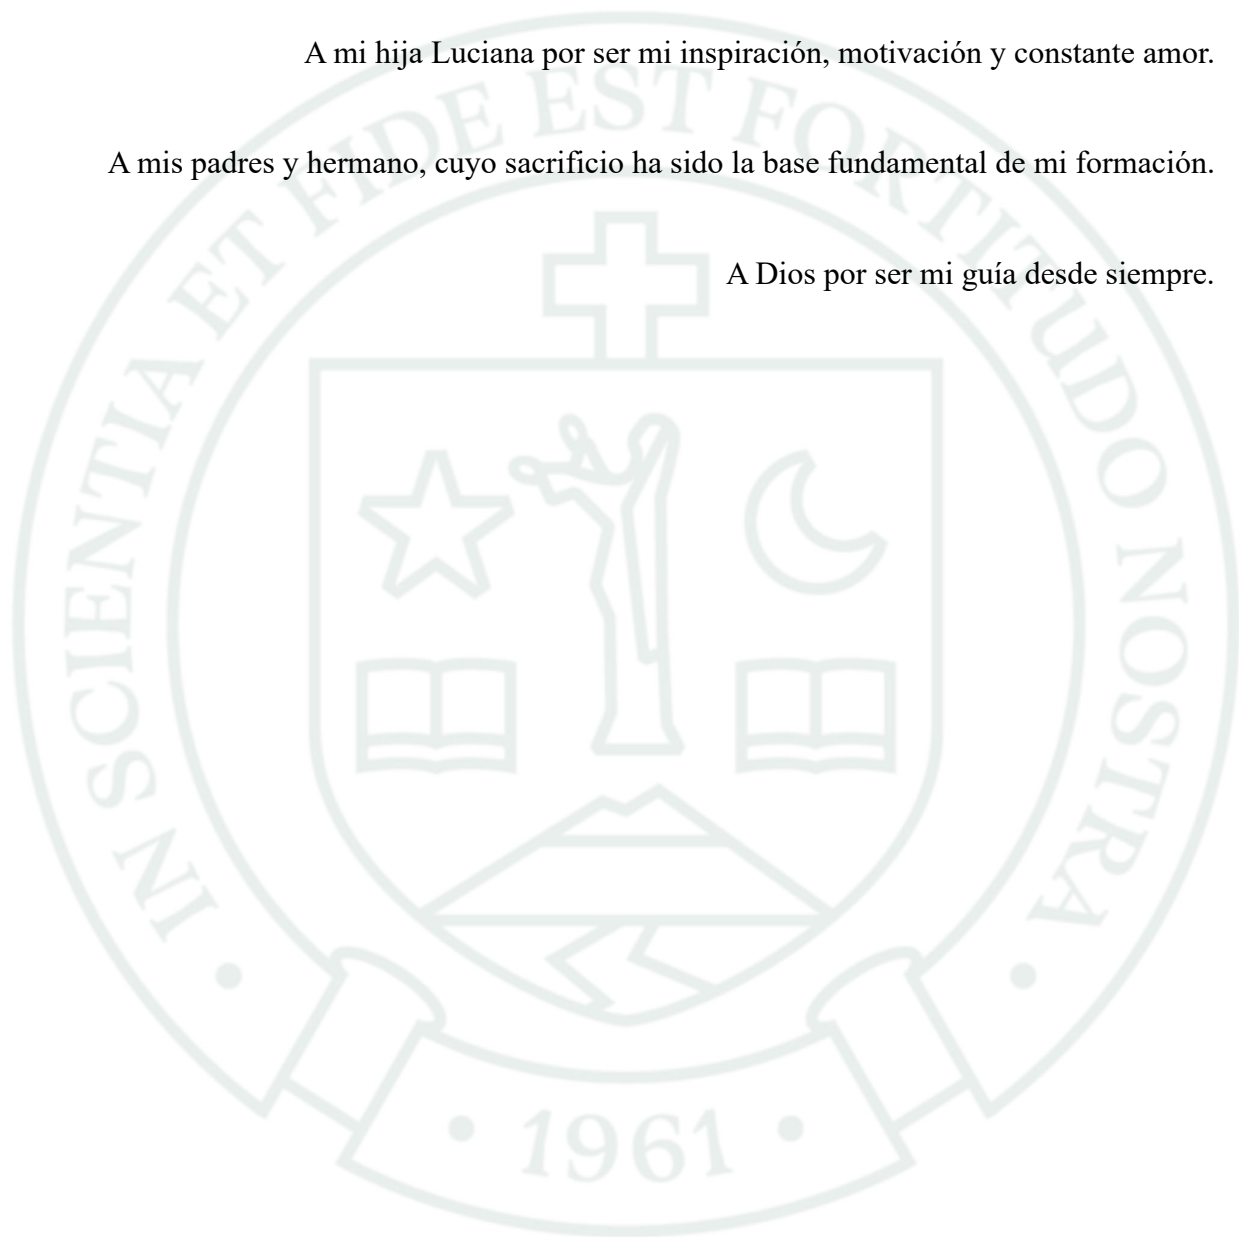 A mi hija Luciana por ser mi inspiración, motivación y constante amor.
A mis padres y hermano, cuyo sacrificio ha sido la base fundamental de mi formación.
A Dios por ser mi guía desde siempre.
IN SCIENTIA ET FIDE EST FORTITUDO NOSTRA
• 1961 •